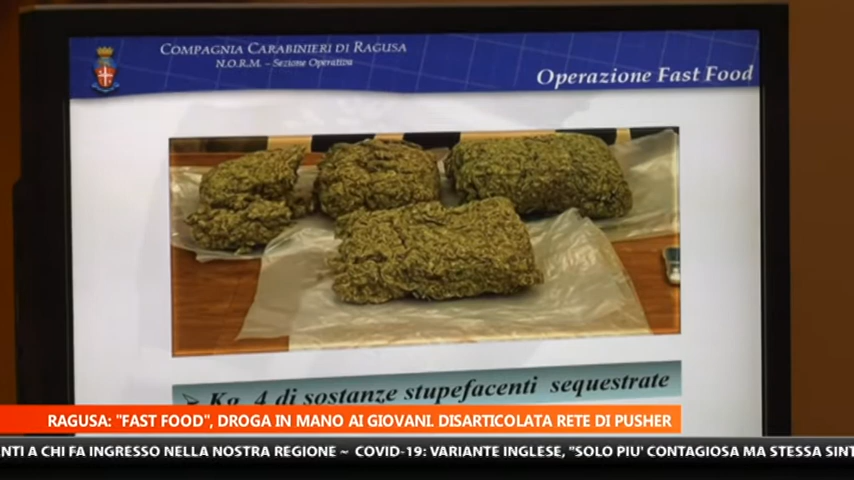 COMPAGNIA CARABINIERI DI RAGUSA
N.O.R.M. – Sezione Operativa
Operazione Fast Food
➢ Kg. 4 di sostanze stupefacenti sequestrate
RAGUSA: "FAST FOOD", DROGA IN MANO AI GIOVANI. DISARTICOLATA RETE DI PUSHER
NTI A CHI FA INGRESSO NELLA NOSTRA REGIONE ~ COVID-19: VARIANTE INGLESE, "SOLO PIU' CONTAGIOSA MA STESSA SINT